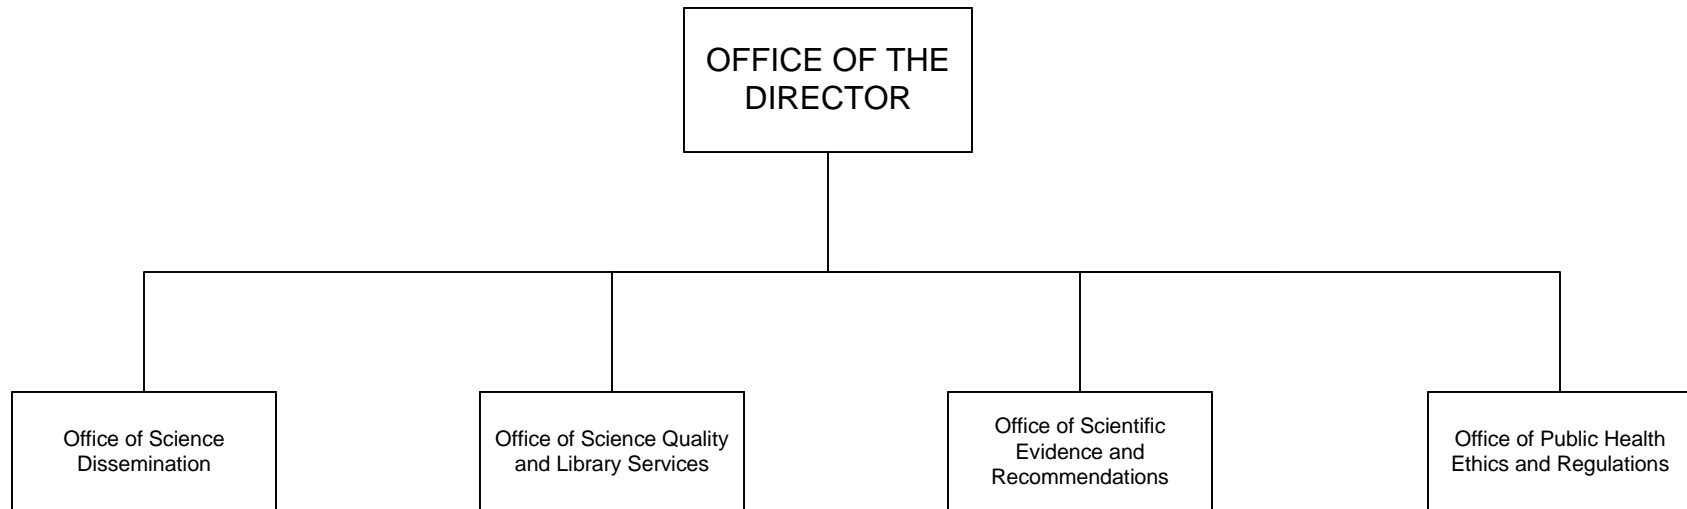 OFFICE OF THE
DIRECTOR
Office of Science
Dissemination
Office of Science Quality
and Library Services
Office of Scientific
Evidence and
Recommendations
Office of Public Health
Ethics and Regulations